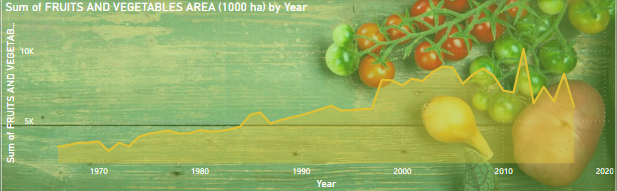 Sum of FRUITS AND VEGETABLES AREA (1000 ha) by Year
Sum of FRUITS AND VEGETAB...
10K
5K
1970 1980 1990 2000 2010 2020
Year